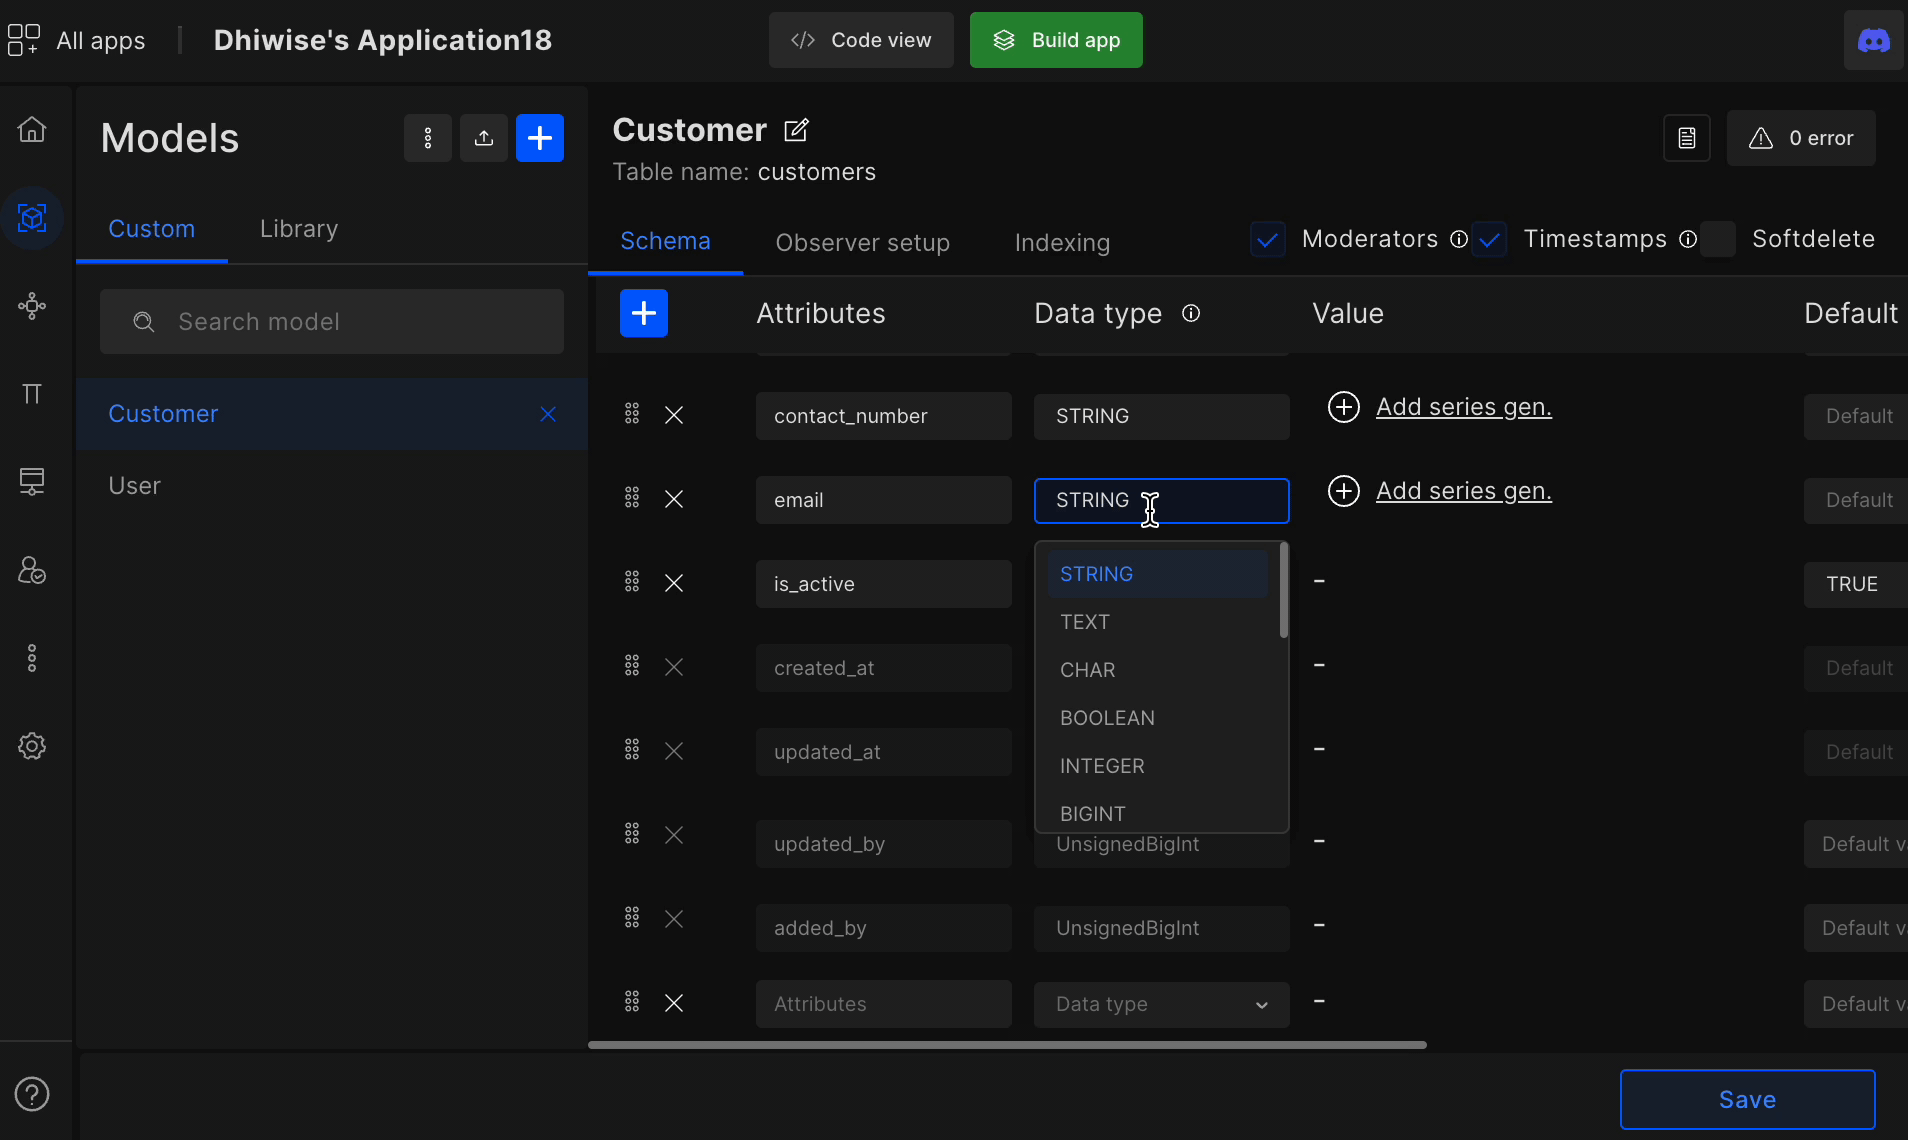 All apps
Dhiwise's Application18
Code view
Build app
Models
Custom
Library
Search model
Customer
User
Customer
Table name: customers
0 error
Schema
Observer setup
Indexing
Moderators
Timestamps
Softdelete
Attributes
Data type
Value
Default
contact_number
STRING
Add series gen.
Default
email
STRING
Add series gen.
Default
is_active
-
TRUE
created_at
-
Default
updated_at
-
Default
STRING
TEXT
CHAR
BOOLEAN
INTEGER
BIGINT
updated_by
UnsignedBigInt
-
Default v
added_by
UnsignedBigInt
-
Default v
Attributes
Data type
-
Default v
Save